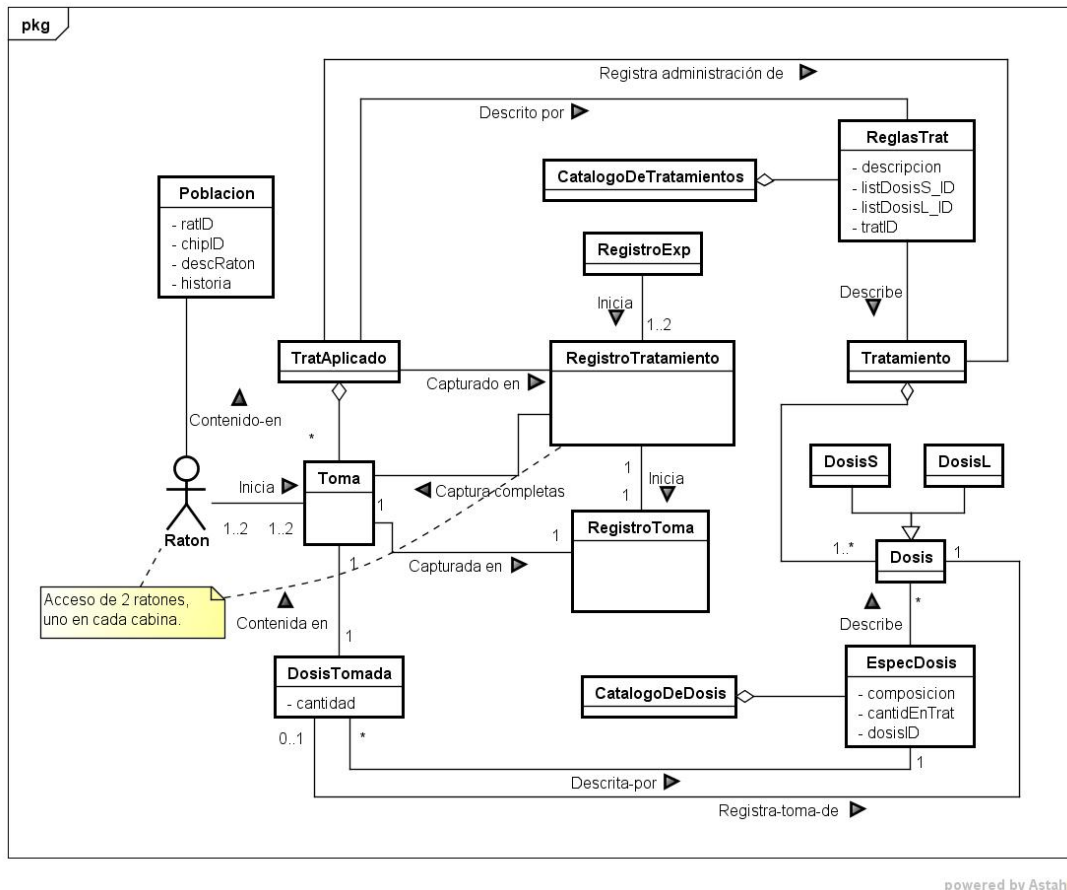 pkg
Registra administración de
Descrito por
ReglasTrat
- descripcion
- listDosisS_ID
- listDosisL_ID
- tratID
CatalogoDeTratamientos
Poblacion
- ratID
- chipID
- descRaton
- historia
RegistroExp
Inicia
1..2
Describe
TratAplicado
RegistroTratamiento
Tratamiento
Capturado en
Contenido-en
*
Toma
Inicia
1..2
1..2
Raton
1
Captura completas
1
Inicia
1
RegistroToma
1
Capturada en
DosisS
DosisL
1..*
Dosis
1
*
Describe
Acceso de 2 ratones,
uno en cada cabina.
1
Contenida en
1
DosisTomada
- cantidad
0..1
*
CatalogoDeDosis
EspecDosis
- composicion
- cantidEnTrat
- dosisID
1
Descrita-por
Registra-toma-de
powered by Astah